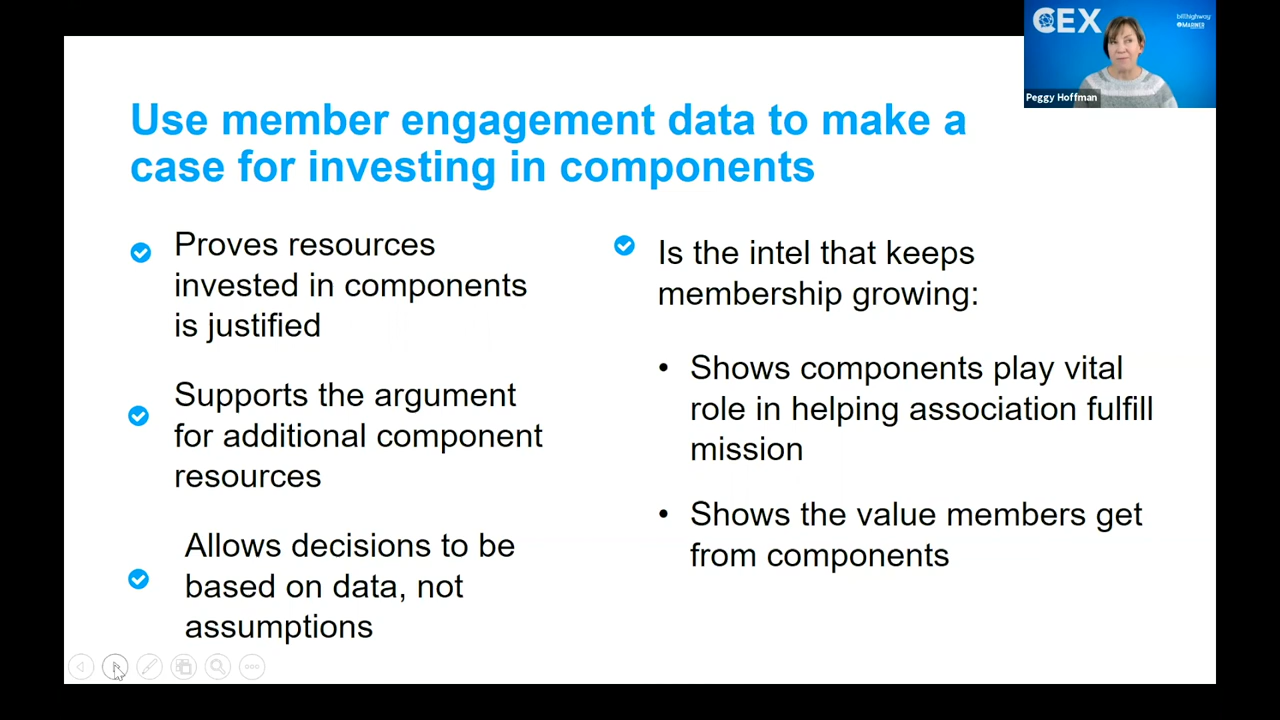 CEX
billhighway
MARINER
Peggy Hoffman
Use member engagement data to make a
case for investing in components
Proves resources
invested in components
is justified
Supports the argument
for additional component
resources
Allows decisions to be
based on data, not
assumptions
Is the intel that keeps
membership growing:
• Shows components play vital
role in helping association fulfill
mission
• Shows the value members get
from components